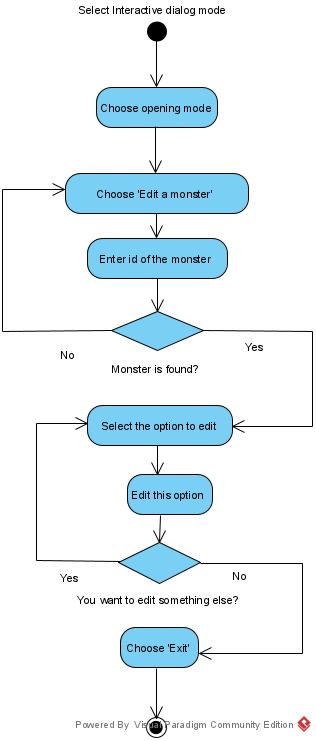 Select Interactive dialog mode
Choose opening mode
Choose 'Edit a monster'
Enter id of the monster
No
Yes
Monster is found?
Select the option to edit
Edit this option
Yes
No
You want to edit something else?
Choose 'Exit'
Powered By Visual Paradigm Community Edition